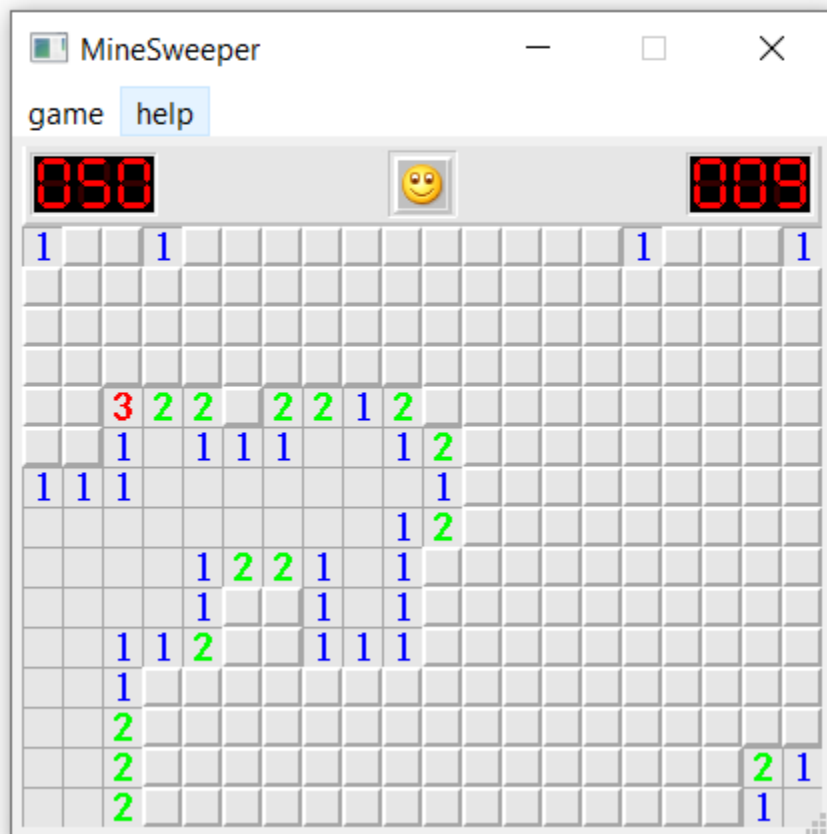 MineSweeper
game help
050 009
1 1 1 1
3 2 2 2 2 1 2
1 1 1 1 1 2
1 1 1 1
1 2
1 2 2 1 1
1 1 1
1 1 2 1 1 1
1
2
2 2 1
2 1